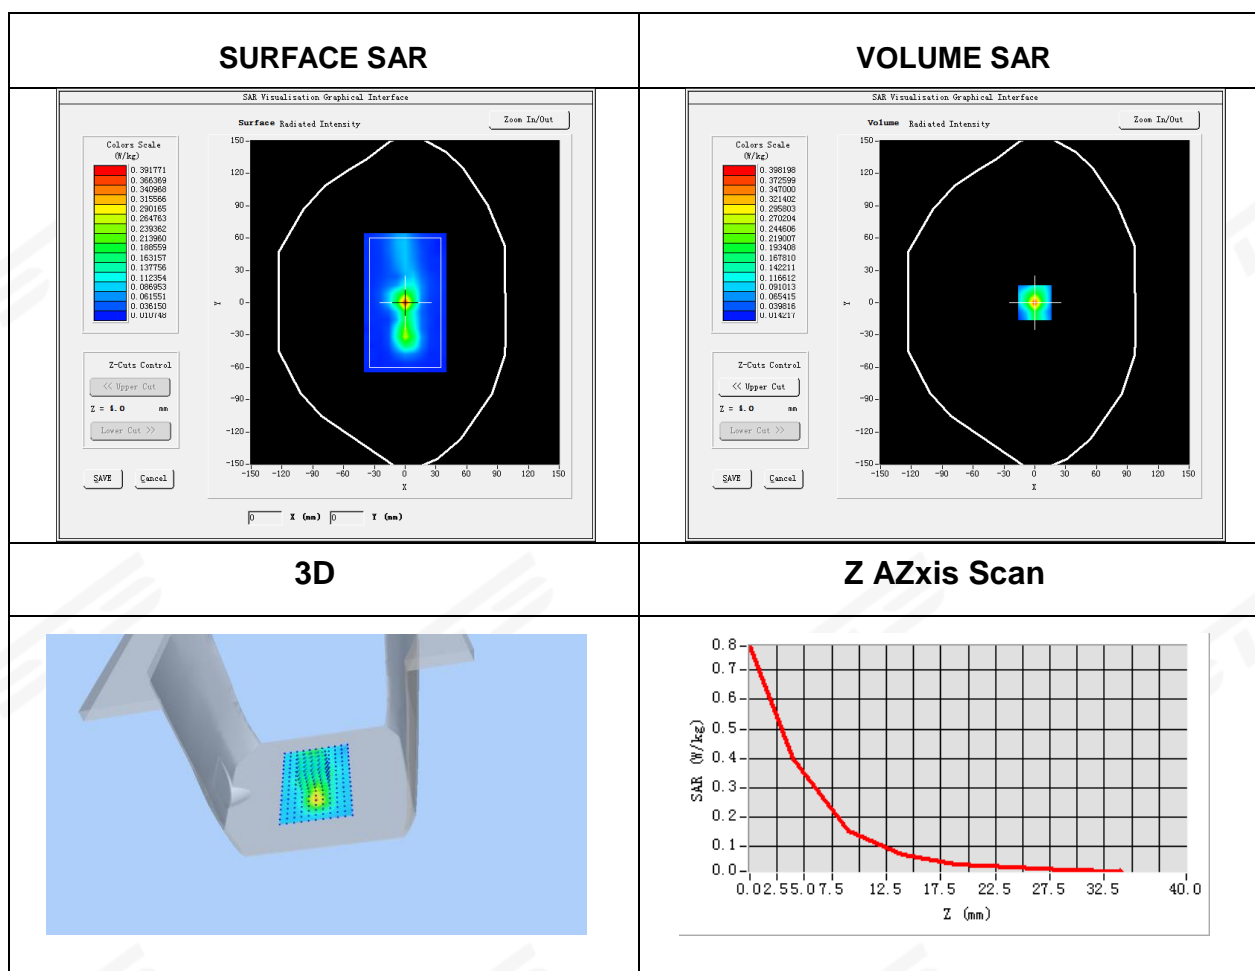 SURFACE SAR
VOLUME SAR
SAR Visualisation Graphical Interface
Surface Radiated Intensity
Zoom In/Out
Colors Scale
(W/kg)
0.391771
0.366369
0.340968
0.315566
0.290165
0.264763
0.239362
0.213960
0.188559
0.163157
0.137756
0.112354
0.086953
0.061551
0.036150
0.010748
Z-Cuts Control
<< Upper Cut
Z = 4.0 mm
Lower Cut >>
SAVE
Cancel
150
120
90
60
30
0
-30
-60
-90
-120
-150
Y
-150 -120 -90 -60 -30 0 30 60 90 120 150
X
0 X (mm) 0 Y (mm)
SAR Visualisation Graphical Interface
Volume Radiated Intensity
Zoom In/Out
Colors Scale
(W/kg)
0.398198
0.372599
0.347000
0.321402
0.295803
0.270204
0.244606
0.219007
0.193408
0.167810
0.142211
0.116612
0.091013
0.065415
0.039816
0.014217
Z-Cuts Control
<< Upper Cut
Z = 4.0 mm
Lower Cut >>
SAVE
Cancel
150
120
90
60
30
0
-30
-60
-90
-120
-150
Y
-150 -120 -90 -60 -30 0 30 60 90 120 150
X
3D
Z AZxis Scan
0.8
0.7
0.6
0.5
0.4
0.3
0.2
0.1
0.0
SAR (W/kg)
0.0 2.5 5.0 7.5 12.5 17.5 22.5 27.5 32.5 40.0
Z (mm)